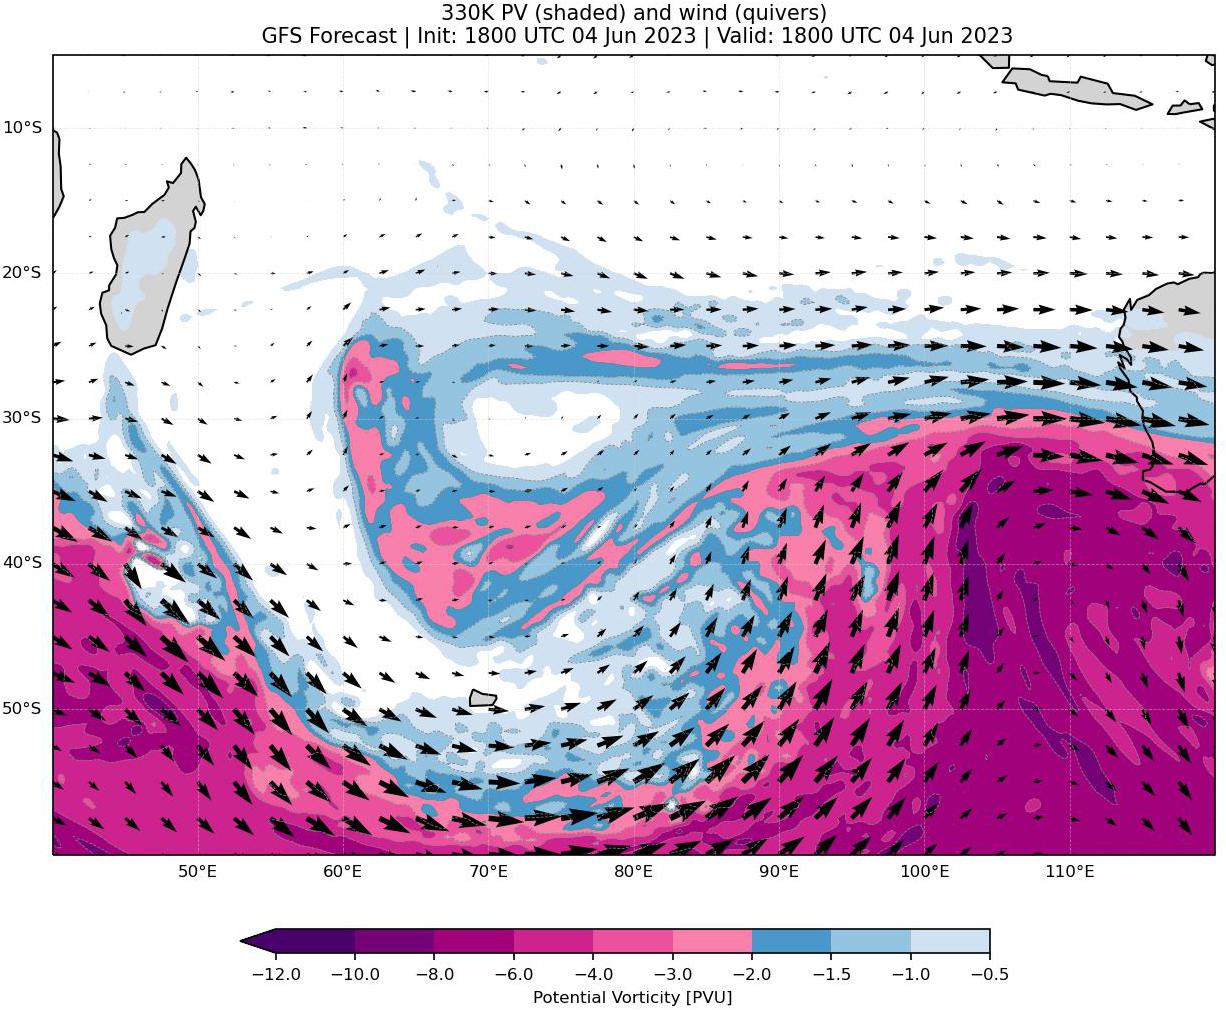 330K PV (shaded) and wind (quivers)
GFS Forecast | Init: 1800 UTC 04 Jun 2023 | Valid: 1800 UTC 04 Jun 2023
10°S
20°S
30°S
40°S
50°S
50°E 60°E 70°E 80°E 90°E 100°E 110°E
−12.0 −10.0 −8.0 −6.0 −4.0 −3.0 −2.0 −1.5 −1.0 −0.5
Potential Vorticity [PVU]